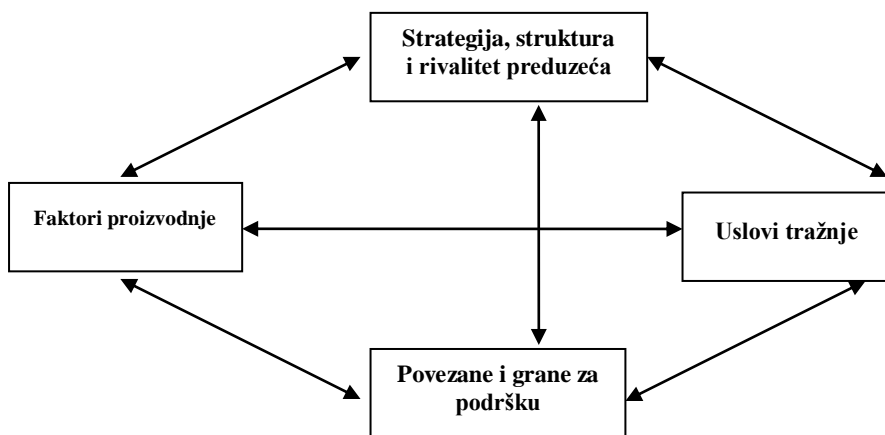 Strategija, struktura
i rivalitet preduzeća
Faktori proizvodnje
Uslovi tražnje
Povezane i grane za
podršku